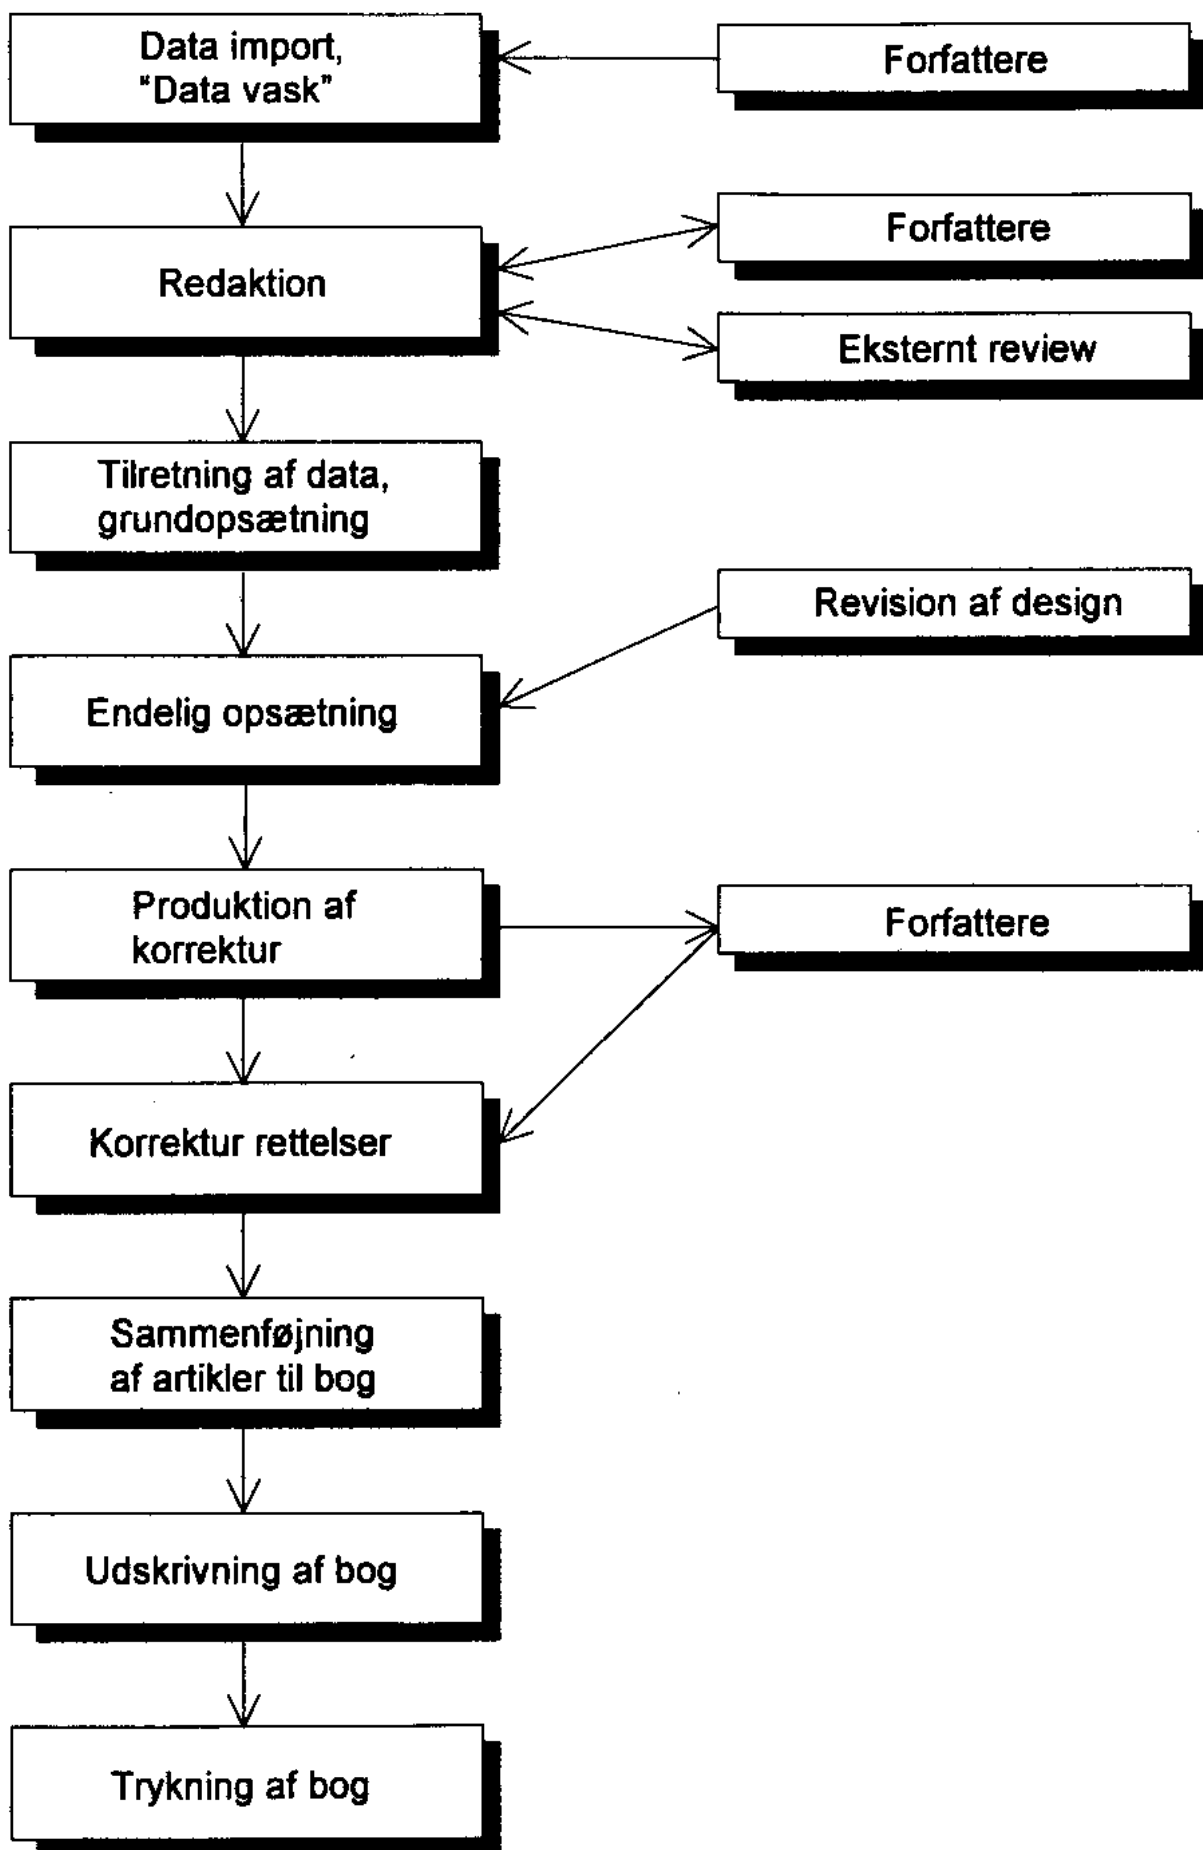 Data import,
"Data vask"
Forfattere
Redaktion
Forfattere
Eksternt review
Tilretning af data,
grundopsætning
Revision af design
Endelig opsætning
Produktion af
korrektur
Forfattere
Korrektur rettelser
Sammenføjning
af artikler til bog
Udskrivning af bog
Trykning af bog